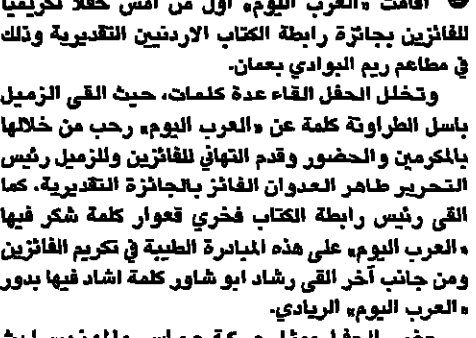 اقامت «العرب اليوم» اول من امس حفلا تكريميا
للفائزين بجائزة رابطة الكتاب الاردنيين التقديرية وذلك
في مطاعم ريم البوادي بعمان.
وتخلل الحفل القاء عدة كلمات، حيث القى الزميل
باسل الطراونة كلمة عن «العرب اليوم» رحب من خلالها
بالمكرمين والحضور وقدم التهاني للفائزين وللزميل رئيس
التحرير طاهر العدوان الفائز بالجائزة التقديرية. كما
القى رئيس رابطة الكتاب فخري قعوار كلمة شكر فيها
«العرب اليوم» على هذه المبادرة الطيبة في تكريم الفائزين
ومن جانب آخر القى رشاد ابو شاور كلمة اشاد فيها بدور
«العرب اليوم» الريادي.